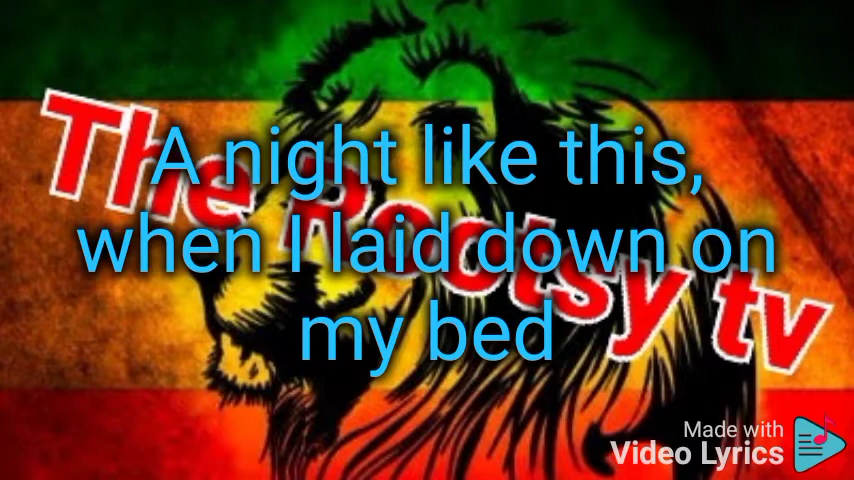 The Rootsy tv
A night like this,
when I laid down on
my bed
Made with
Video Lyrics